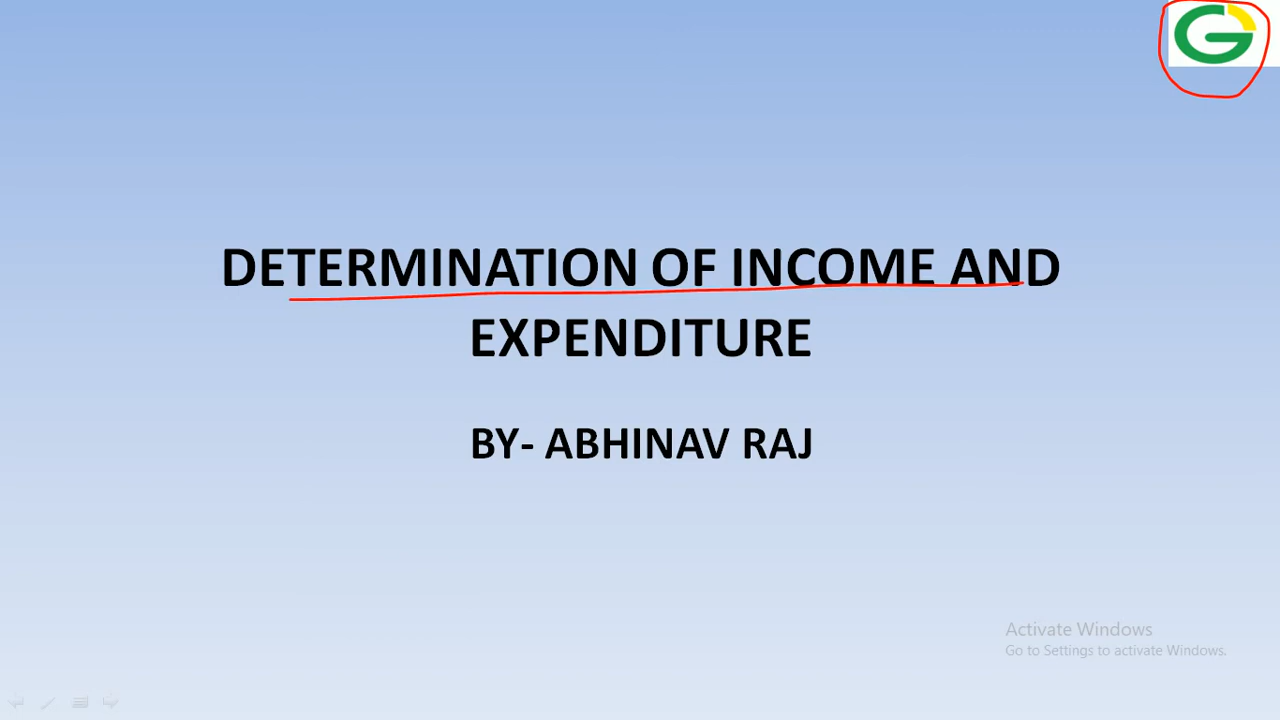 G
DETERMINATION OF INCOME AND
EXPENDITURE
BY- ABHINAV RAJ
Activate Windows
Go to Settings to activate Windows.